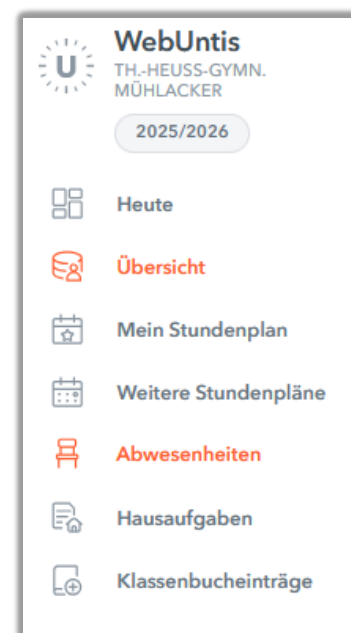 WebUntis
TH.-HEUSS-GYMN.
MÜHLACKER
2025/2026
Heute
Übersicht
Mein Stundenplan
Weitere Stundenpläne
Abwesenheiten
Hausaufgaben
Klassenbucheinträge